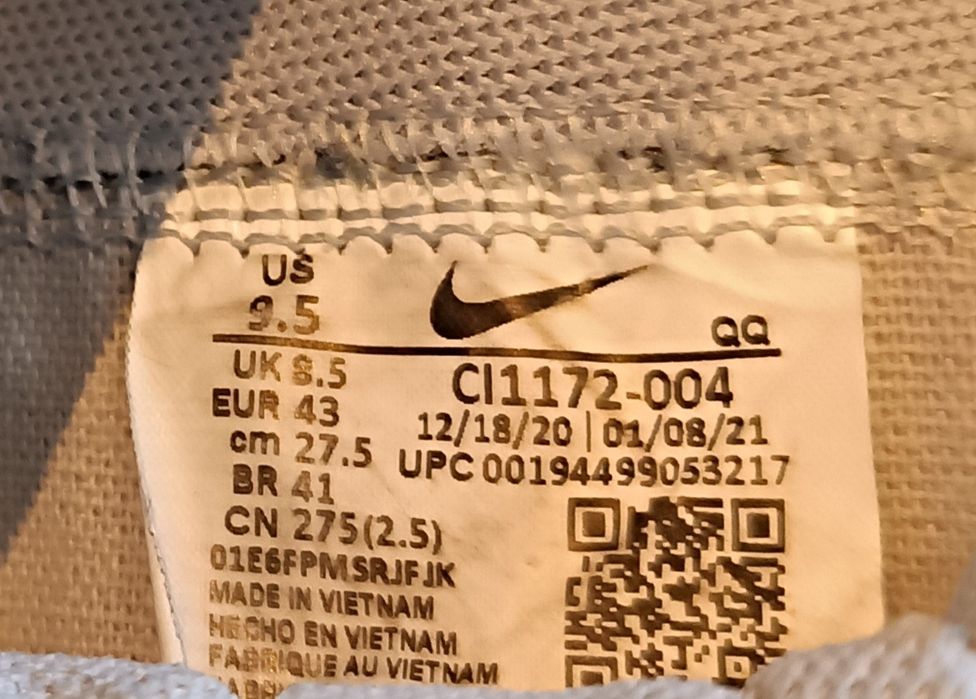 US
9.5
QQ
UK 8.5
EUR 43
cm 27.5
BR 41
CN 275(2.5)
CI1172-004
12/18/20 | 01/08/21
UPC 00194499053217
01E6FPMSRJFJK
MADE IN VIETNAM
HECHO EN VIETNAM
FABRIQUE AU VIETNAM